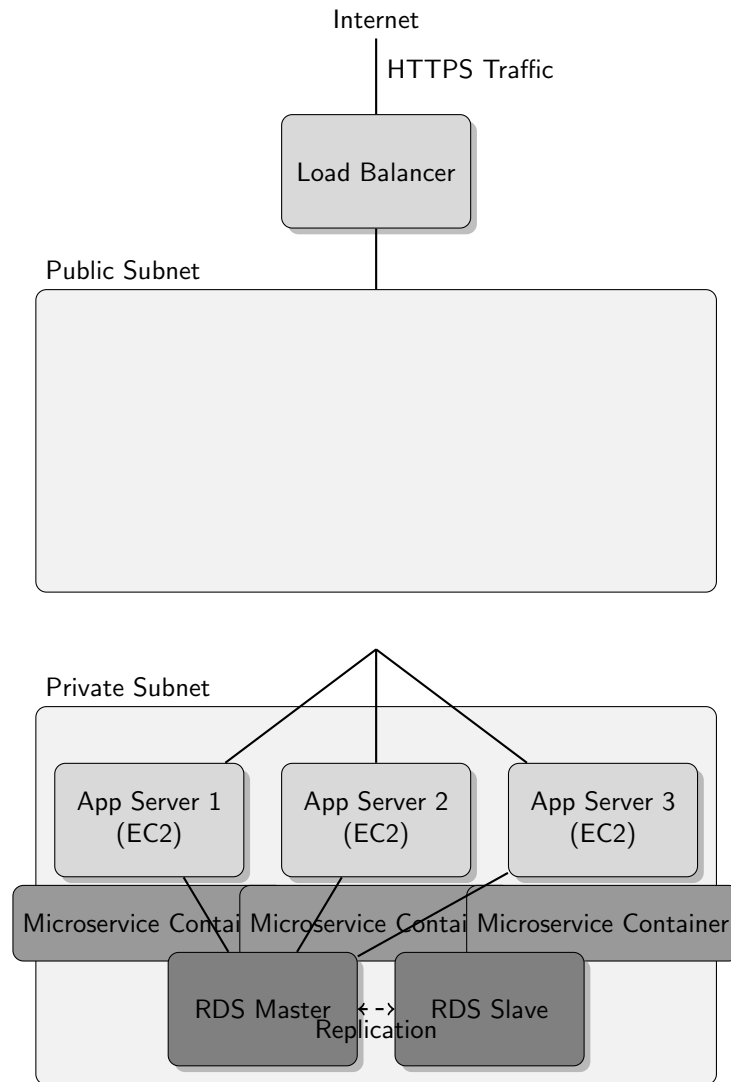 Internet
HTTPS Traffic
Load Balancer
Public Subnet
Private Subnet
App Server 1
(EC2)
App Server 2
(EC2)
App Server 3
(EC2)
Microservice Contai
Microservice Contai
Microservice Container
RDS Master
RDS Slave
Replication